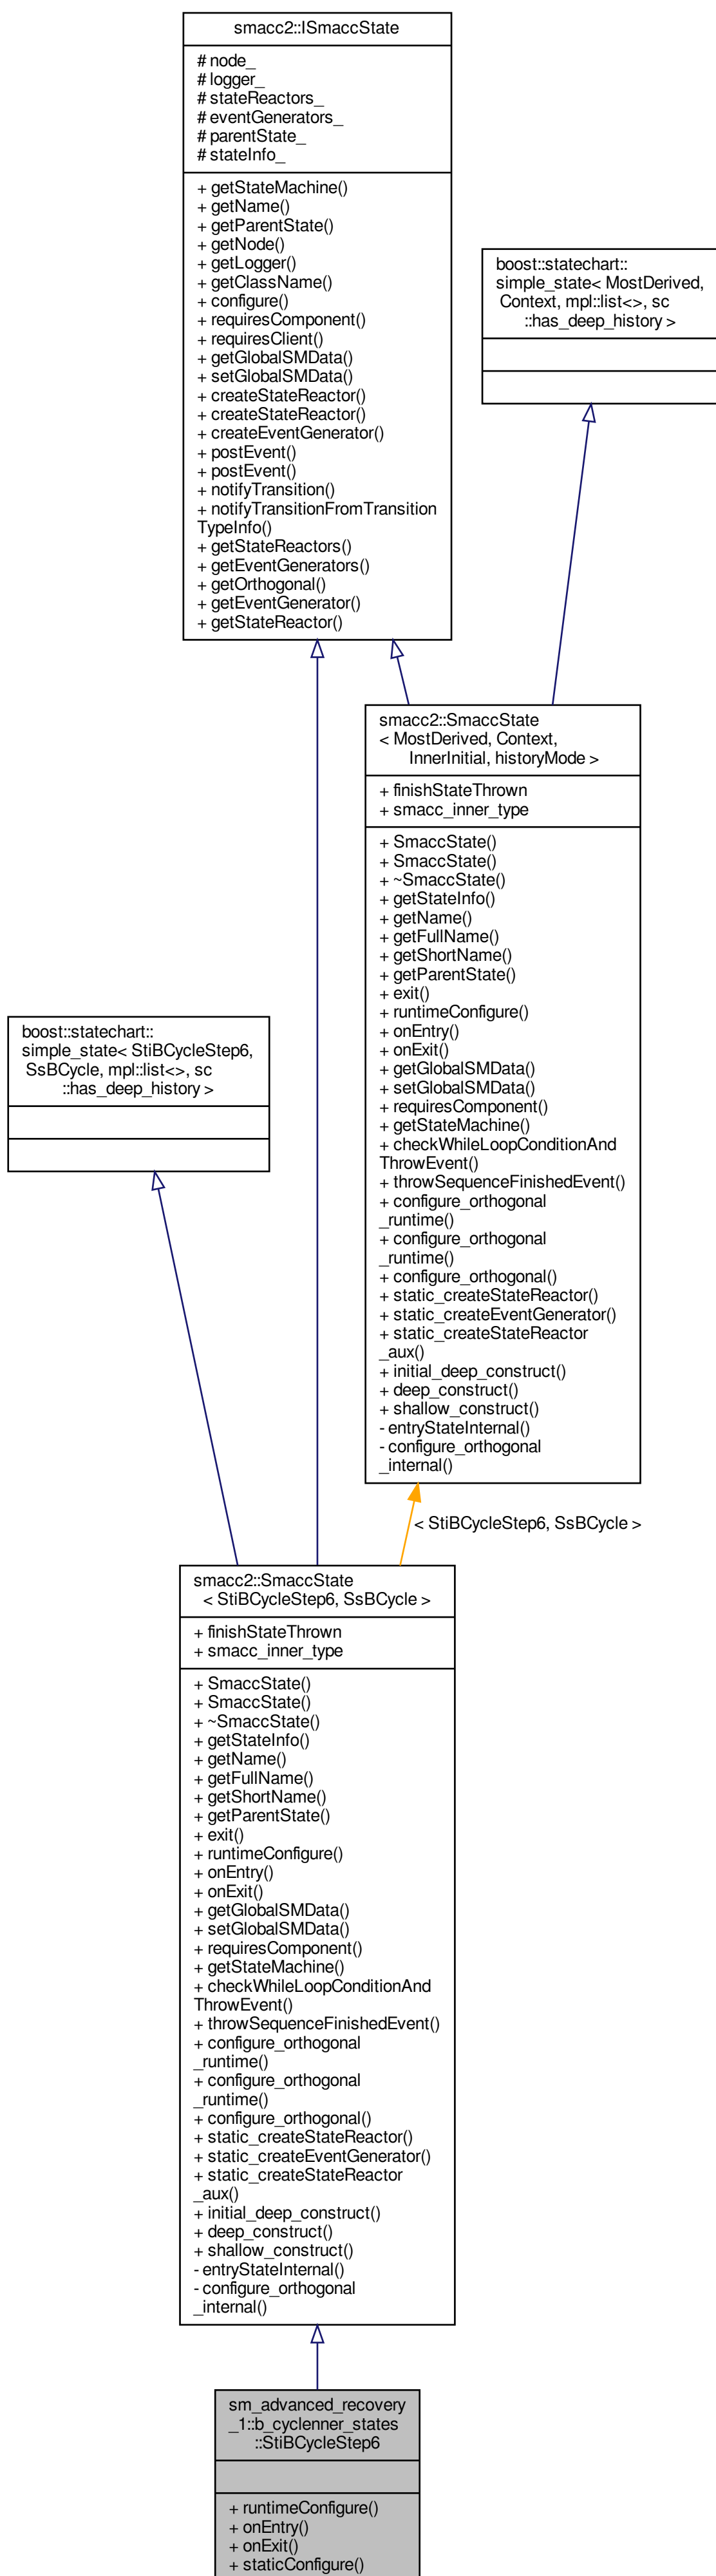 smacc2::ISmaccState
# node_
# logger_
# stateReactors_
# eventGenerators_
# parentState_
# stateInfo_
+ getStateMachine()
+ getName()
+ getParentState()
+ getNode()
+ getLogger()
+ getClassName()
+ configure()
+ requiresComponent()
+ requiresClient()
+ getGlobalSMData()
+ setGlobalSMData()
+ createStateReactor()
+ createStateReactor()
+ createEventGenerator()
+ postEvent()
+ postEvent()
+ notifyTransition()
+ notifyTransitionFromTransition
TypeInfo()
+ getStateReactors()
+ getEventGenerators()
+ getOrthogonal()
+ getEventGenerator()
+ getStateReactor()
boost::statechart::
simple_state< MostDerived,
Context, mpl::list<>, sc
::has_deep_history >
smacc2::SmaccState
< MostDerived, Context,
InnerInitial, historyMode >
+ finishStateThrown
+ smacc_inner_type
+ SmaccState()
+ SmaccState()
+ ~SmaccState()
+ getStateInfo()
+ getName()
+ getFullName()
+ getShortName()
+ getParentState()
+ exit()
+ runtimeConfigure()
+ onEntry()
+ onExit()
+ getGlobalSMData()
+ setGlobalSMData()
+ requiresComponent()
+ getStateMachine()
+ checkWhileLoopConditionAnd
ThrowEvent()
+ throwSequenceFinishedEvent()
+ configure_orthogonal
_runtime()
+ configure_orthogonal
_runtime()
+ configure_orthogonal()
+ static_createStateReactor()
+ static_createEventGenerator()
+ static_createStateReactor
_aux()
+ initial_deep_construct()
+ deep_construct()
+ shallow_construct()
- entryStateInternal()
- configure_orthogonal
_internal()
boost::statechart::
simple_state< StiBCycleStep6,
SsBCycle, mpl::list<>, sc
::has_deep_history >
< StiBCycleStep6, SsBCycle >
smacc2::SmaccState
< StiBCycleStep6, SsBCycle >
+ finishStateThrown
+ smacc_inner_type
+ SmaccState()
+ SmaccState()
+ ~SmaccState()
+ getStateInfo()
+ getName()
+ getFullName()
+ getShortName()
+ getParentState()
+ exit()
+ runtimeConfigure()
+ onEntry()
+ onExit()
+ getGlobalSMData()
+ setGlobalSMData()
+ requiresComponent()
+ getStateMachine()
+ checkWhileLoopConditionAnd
ThrowEvent()
+ throwSequenceFinishedEvent()
+ configure_orthogonal
_runtime()
+ configure_orthogonal
_runtime()
+ configure_orthogonal()
+ static_createStateReactor()
+ static_createEventGenerator()
+ static_createStateReactor
_aux()
+ initial_deep_construct()
+ deep_construct()
+ shallow_construct()
- entryStateInternal()
- configure_orthogonal
_internal()
sm_advanced_recovery
_1::b_cyclenner_states
::StiBCycleStep6
+ runtimeConfigure()
+ onEntry()
+ onExit()
+ staticConfigure()